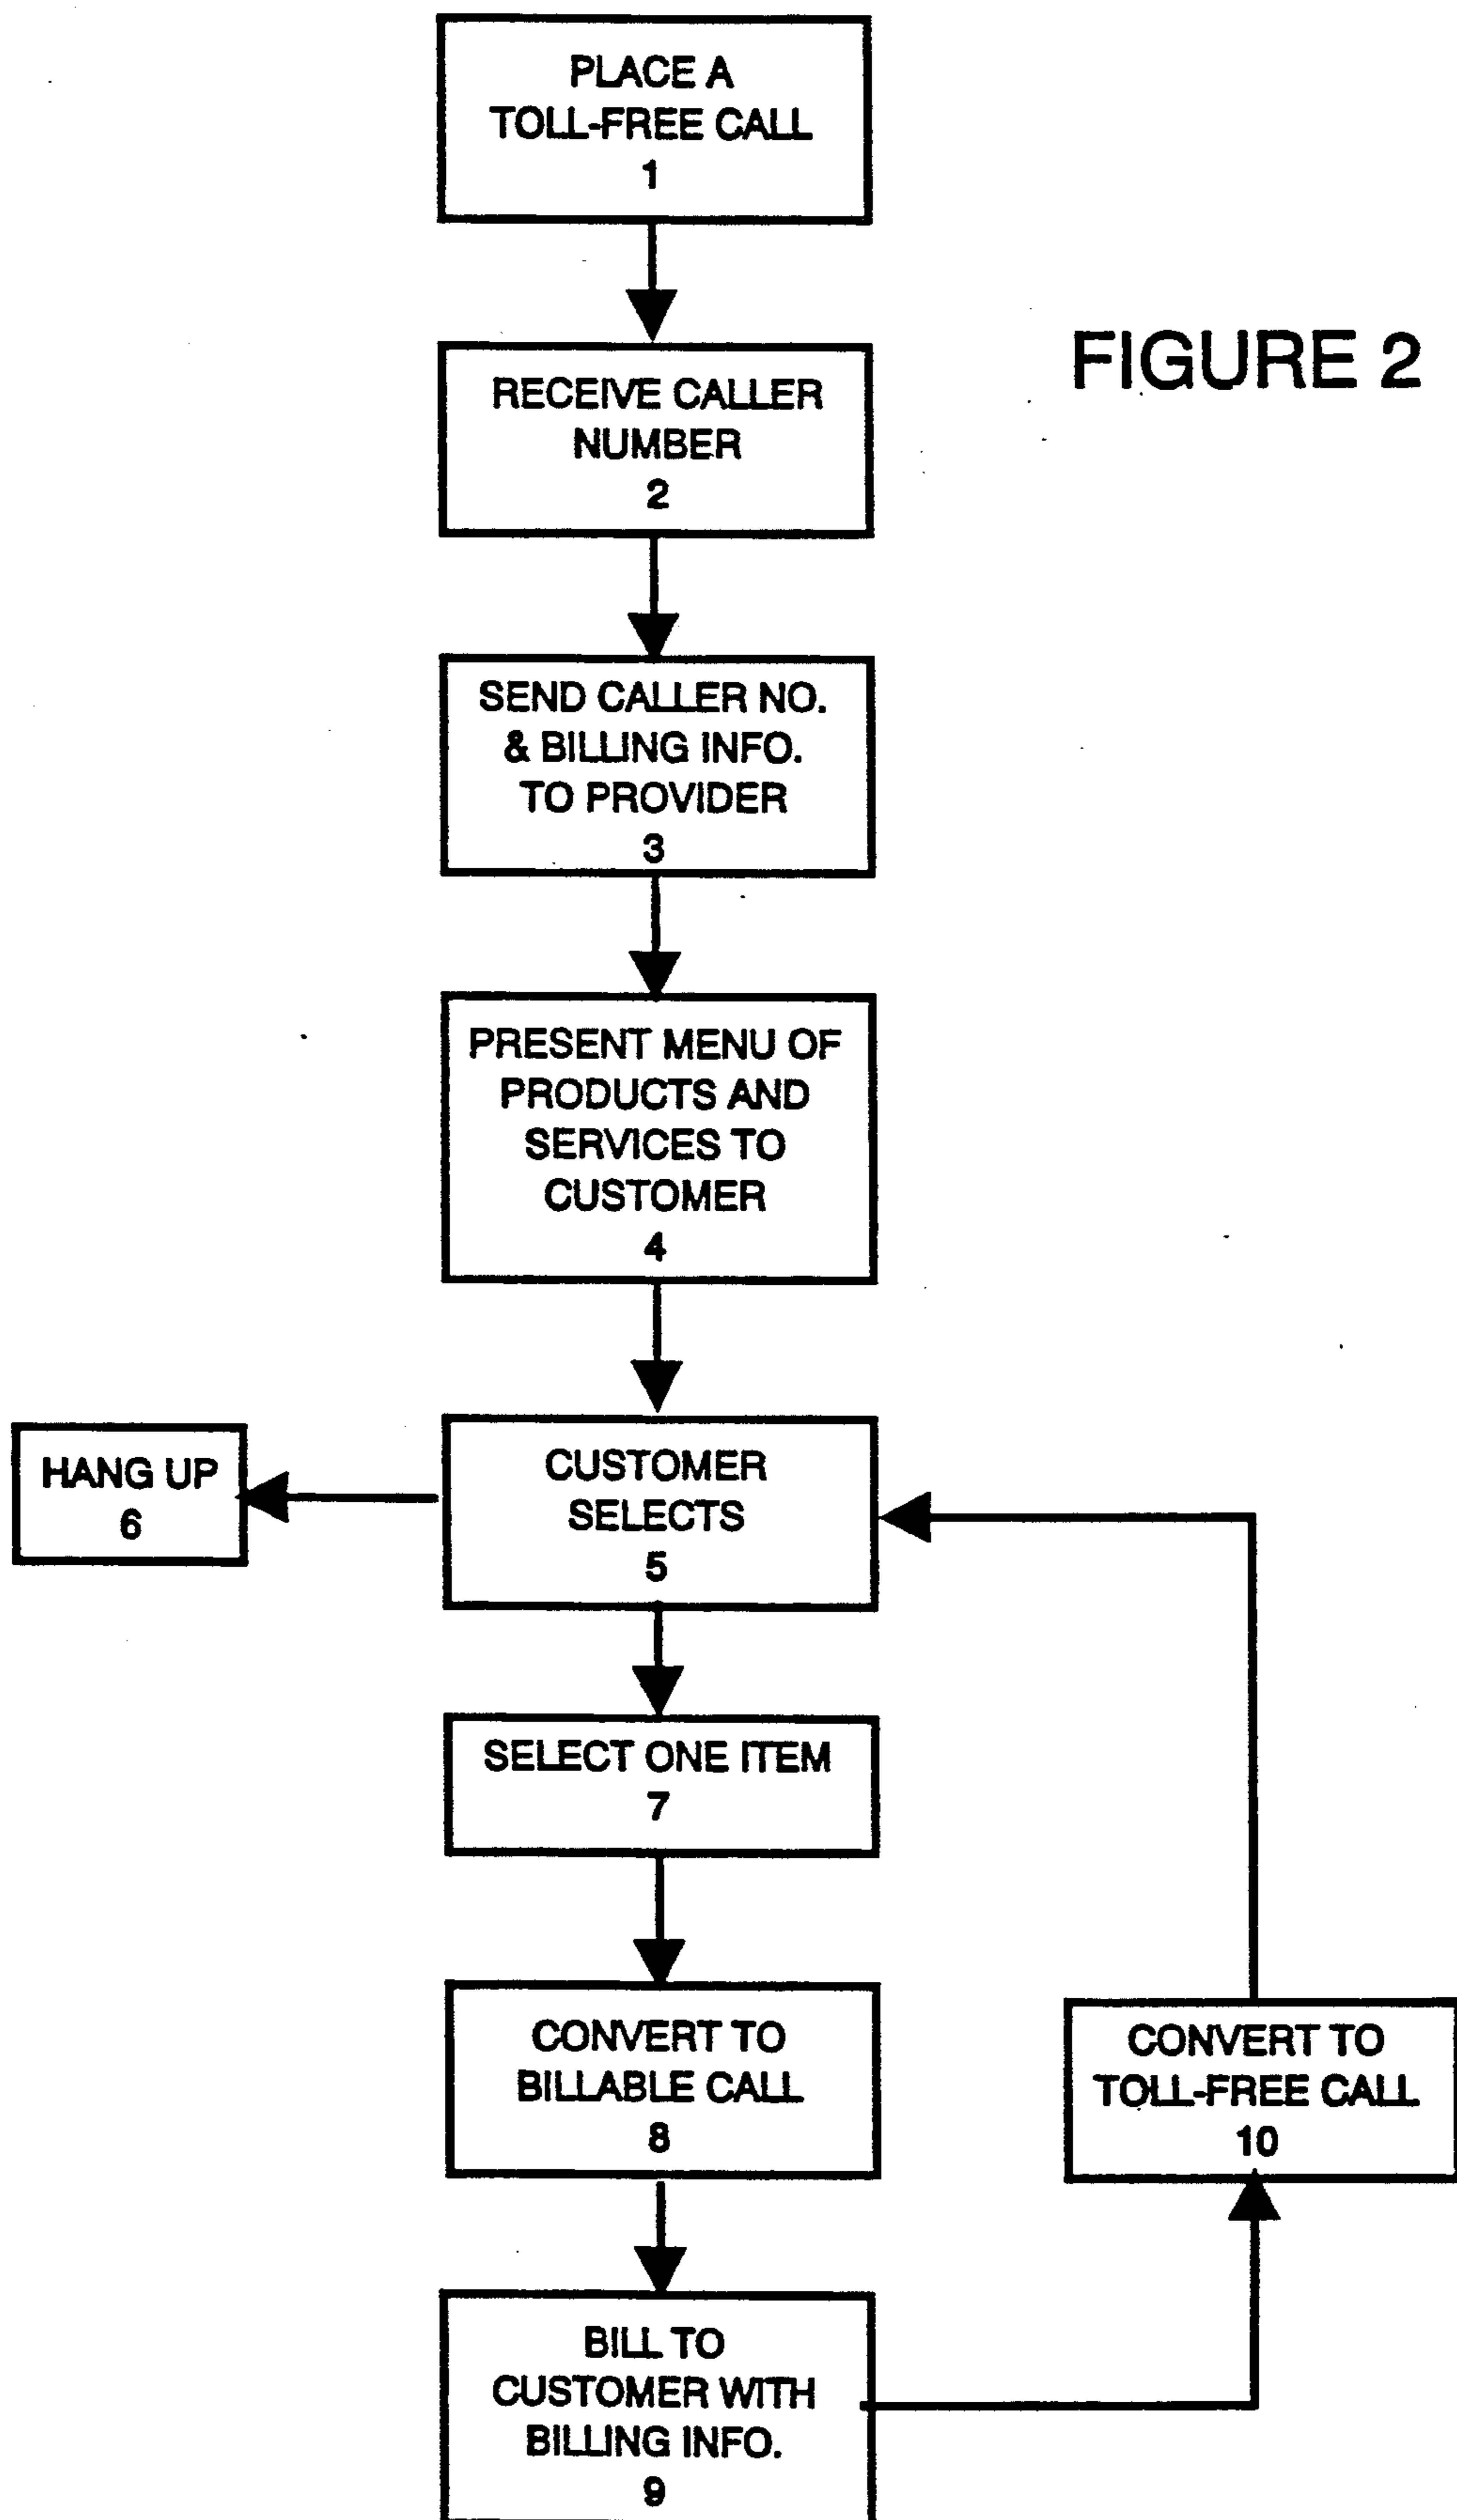 PLACE A
TOLL-FREE CALL
1
FIGURE 2
RECEIVE CALLER
NUMBER
2
SEND CALLER NO.
& BILLING INFO.
TO PROVIDER
3
PRESENT MENU OF
PRODUCTS AND
SERVICES TO
CUSTOMER
4
HANG UP
6
CUSTOMER
SELECTS
5
SELECT ONE ITEM
7
CONVERT TO
BILLABLE CALL
8
CONVERT TO
TOLL-FREE CALL
10
BILL TO
CUSTOMER WITH
BILLING INFO.
9